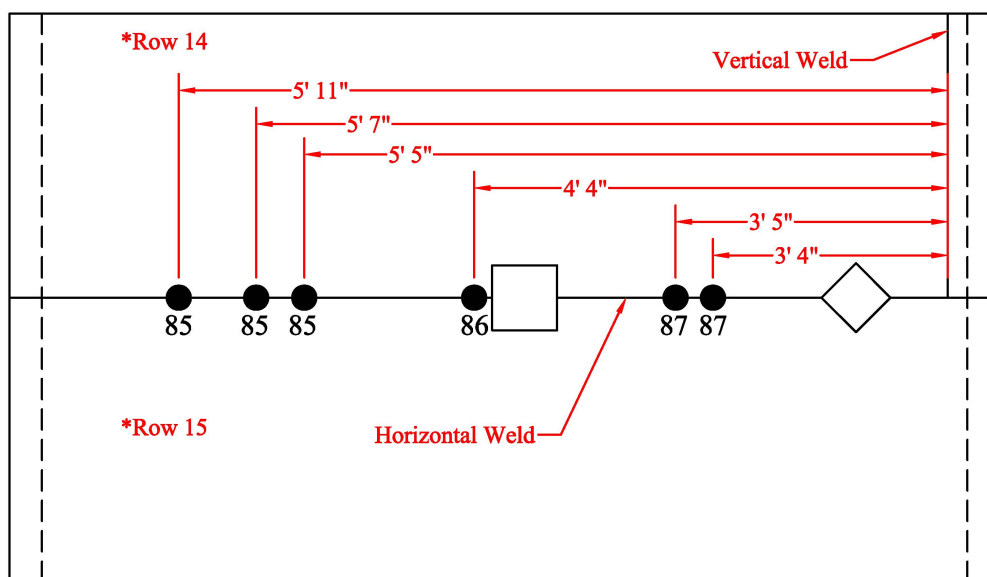 *Row 14
Vertical Weld
5' 11"
5' 7"
5' 5"
4' 4"
3' 5"
3' 4"
85 85 85 86 87 87
*Row 15
Horizontal Weld